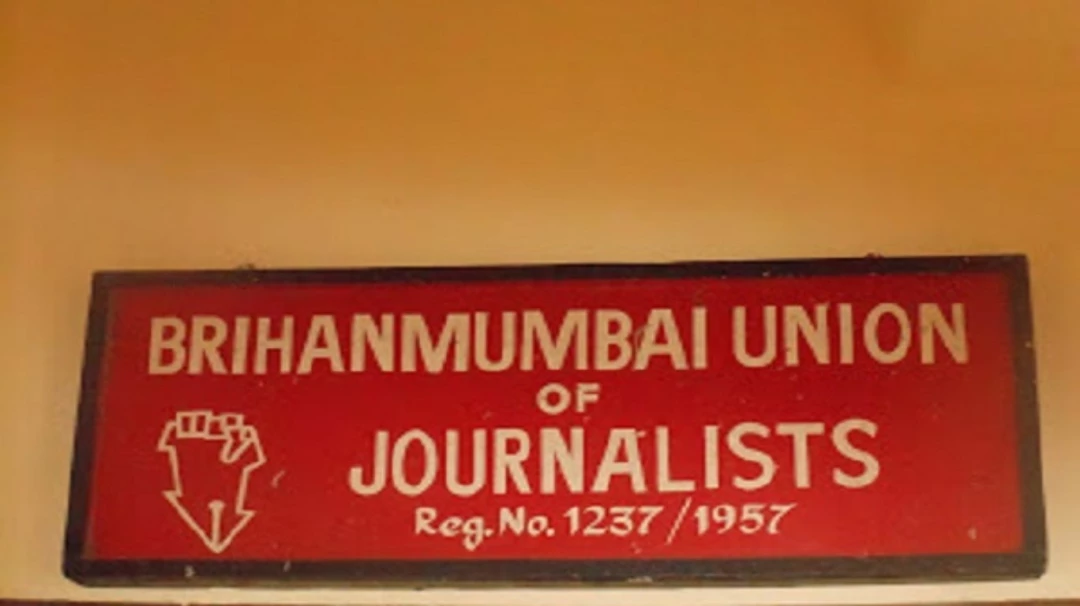 BRIHANMUMBAI UNION
OF
JOURNALISTS
Reg. No. 1237/1957